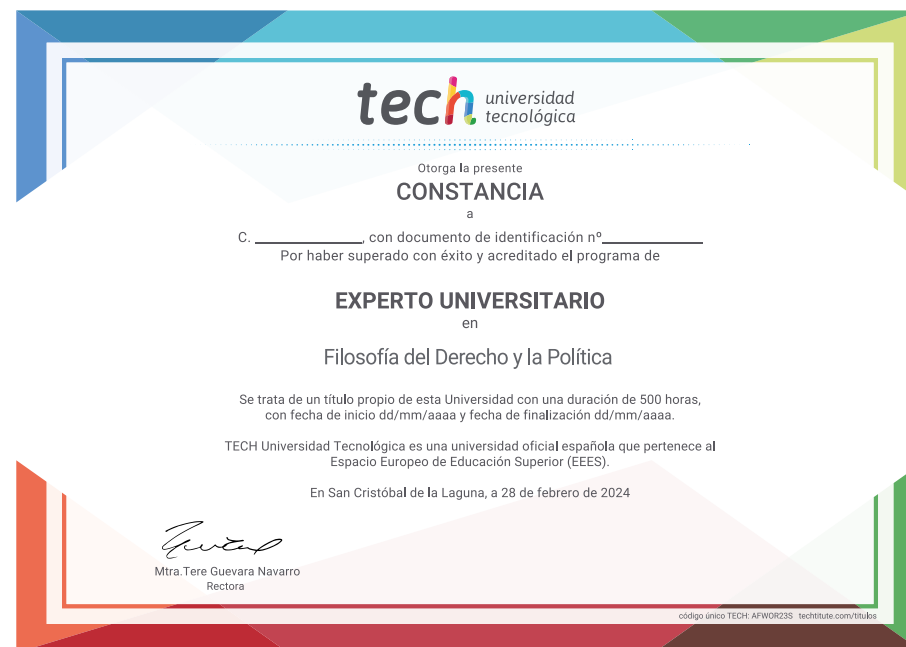 tech universidad
tecnológica
Otorga la presente
CONSTANCIA
a
C. ______________, con documento de identificación nº_____________
Por haber superado con éxito y acreditado el programa de
EXPERTO UNIVERSITARIO
en
Filosofía del Derecho y la Política
Se trata de un título propio de esta Universidad con una duración de 500 horas,
con fecha de inicio dd/mm/aaaa y fecha de finalización dd/mm/aaaa.
TECH Universidad Tecnológica es una universidad oficial española que pertenece al
Espacio Europeo de Educación Superior (EEES).
En San Cristóbal de la Laguna, a 28 de febrero de 2024
Mtra.Tere Guevara Navarro
Rectora
código único TECH: AFWOR23S techtitute.com/titulos